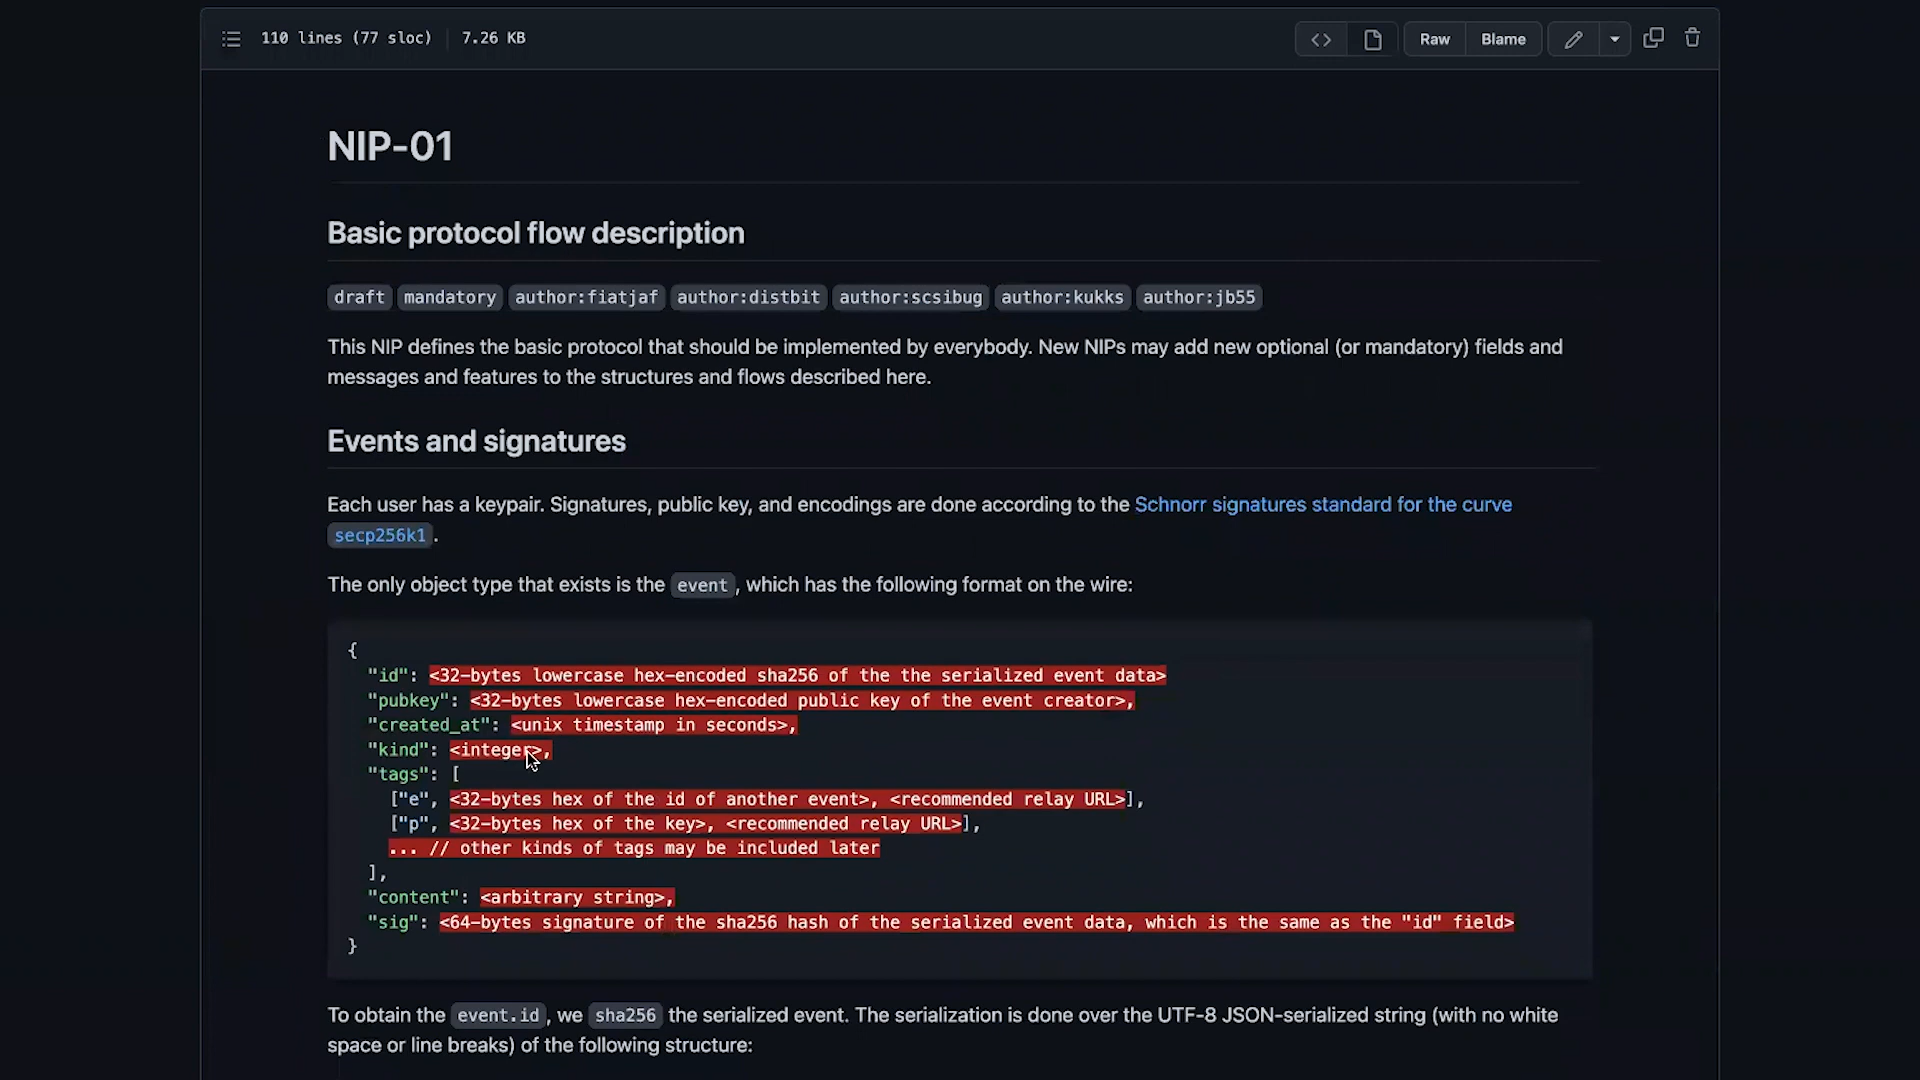 110 lines (77 sloc) 7.26 KB
Raw Blame
NIP-01
Basic protocol flow description
draft mandatory author:fiatjaf author:distbit author:scsibug author:kukks author:jb55
This NIP defines the basic protocol that should be implemented by everybody. New NIPs may add new optional (or mandatory) fields and
messages and features to the structures and flows described here.
Events and signatures
Each user has a keypair. Signatures, public key, and encodings are done according to the Schnorr signatures standard for the curve
secp256k1.
The only object type that exists is the event, which has the following format on the wire:
{
"id": <32-bytes lowercase hex-encoded sha256 of the the serialized event data>
"pubkey": <32-bytes lowercase hex-encoded public key of the event creator>,
"created_at": <unix timestamp in seconds>,
"kind": <integer>,
"tags": [
["e", <32-bytes hex of the id of another event>, <recommended relay URL>],
["p", <32-bytes hex of the key>, <recommended relay URL>],
... // other kinds of tags may be included later
],
"content": <arbitrary string>,
"sig": <64-bytes signature of the sha256 hash of the serialized event data, which is the same as the "id" field>
}
To obtain the event.id, we sha256 the serialized event. The serialization is done over the UTF-8 JSON-serialized string (with no white
space or line breaks) of the following structure: